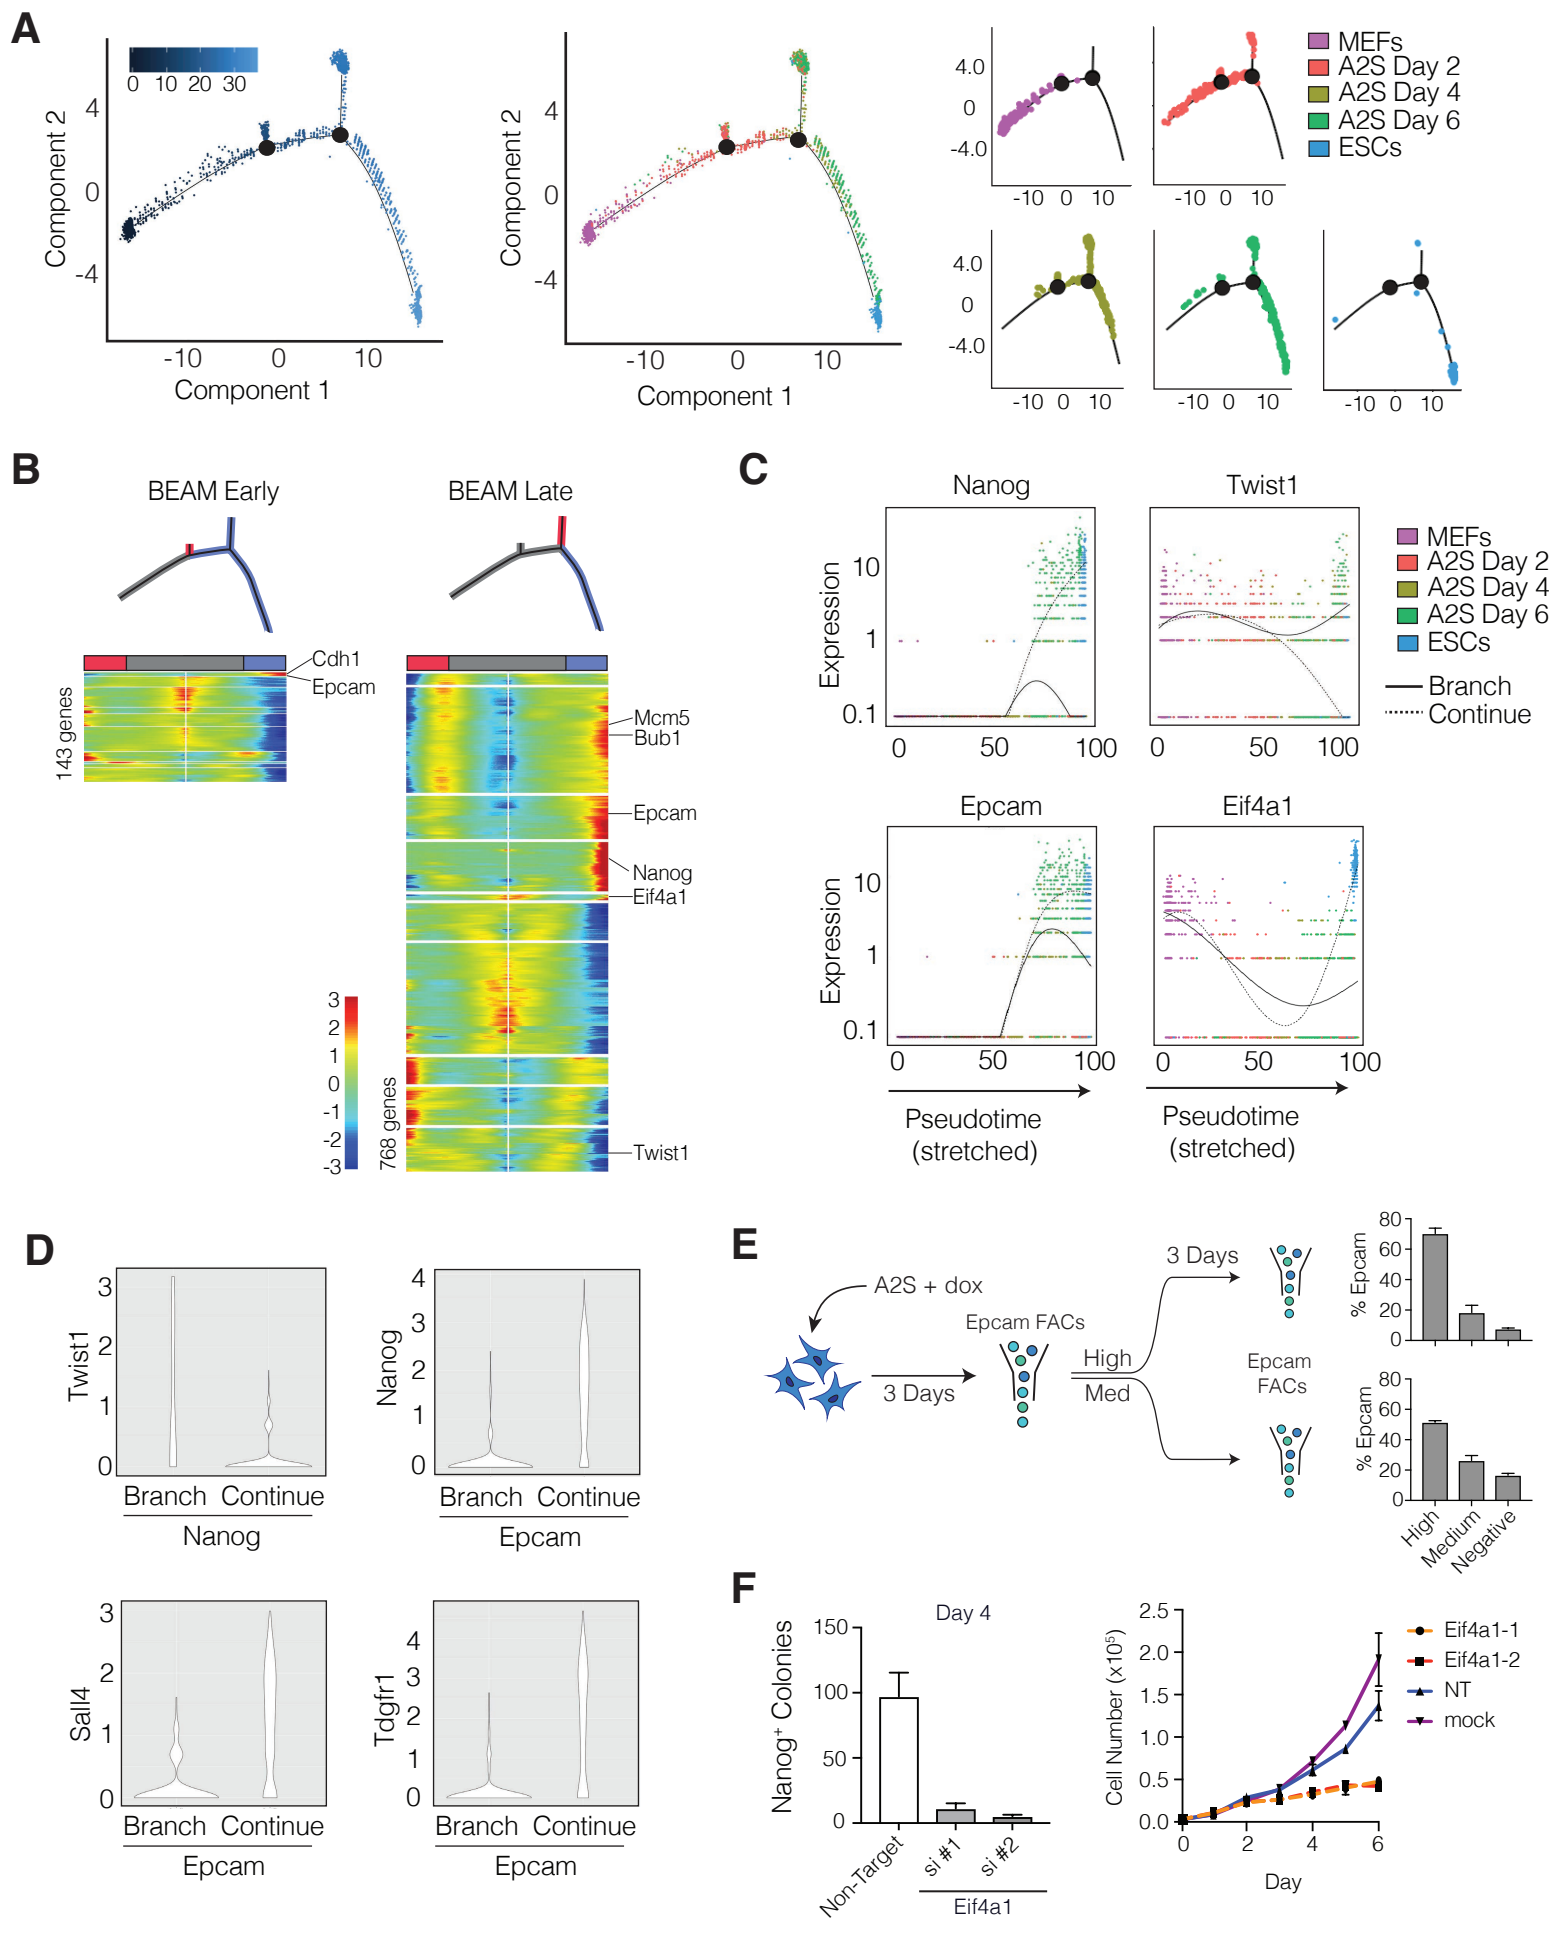 A
0 10 20 30
Component 2
4
0
-4
-10 0 10
Component 1
Component 2
4
0
-4
-10 0 10
Component 1
4.0
0
-4.0
-10 0 10
-10 0 10
MEFs
A2S Day 2
A2S Day 4
A2S Day 6
ESCs
4.0
0
-4.0
-10 0 10
-10 0 10
-10 0 10
B
BEAM Early
BEAM Late
Cdh1
Epcam
143 genes
Mcm5
Bub1
Epcam
Nanog
Eif4a1
Twist1
768 genes
3
2
1
0
-1
-2
-3
C
Nanog
Twist1
Expression
10
1
0.1
0 50 100
0 50 100
MEFs
A2S Day 2
A2S Day 4
A2S Day 6
ESCs
Branch
Continue
Epcam
Eif4a1
Expression
10
1
0.1
0 50 100
0 50 100
Pseudotime
(stretched)
Pseudotime
(stretched)
D
Twist1
3
2
1
0
Branch Continue
Nanog
Nanog
4
3
2
1
0
Branch Continue
Epcam
Sall4
3
2
1
0
Branch Continue
Epcam
Tdgfr1
4
3
2
1
0
Branch Continue
Epcam
E
A2S + dox
3 Days
Epcam FACs
High
Med
3 Days
Epcam
FACs
% Epcam
80
60
40
20
0
% Epcam
80
60
40
20
0
High
Medium
Negative
F
Day 4
Nanog⁺ Colonies
150
100
50
0
Non-Target
si #1
si #2
Eif4a1
Cell Number (x10⁵)
2.5
2.0
1.5
1.0
0.5
0.0
0 2 4 6
Day
Eif4a1-1
Eif4a1-2
NT
mock